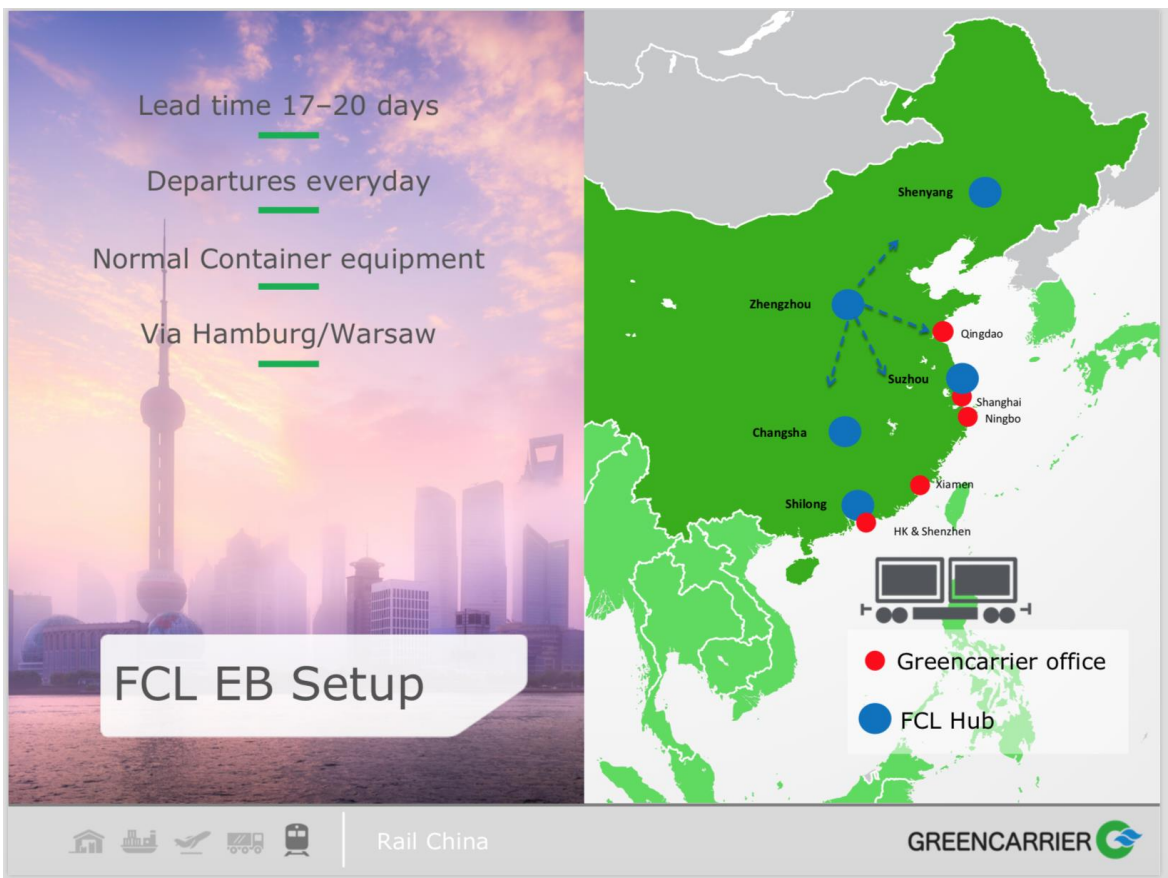 Lead time 17–20 days
Departures everyday
Normal Container equipment
Via Hamburg/Warsaw
FCL EB Setup
Shenyang
Zhengzhou
Qingdao
Suzhou
Shanghai
Ningbo
Changsha
Xiamen
Shilong
HK & Shenzhen
Greencarrier office
FCL Hub
Rail China
GREENCARRIER